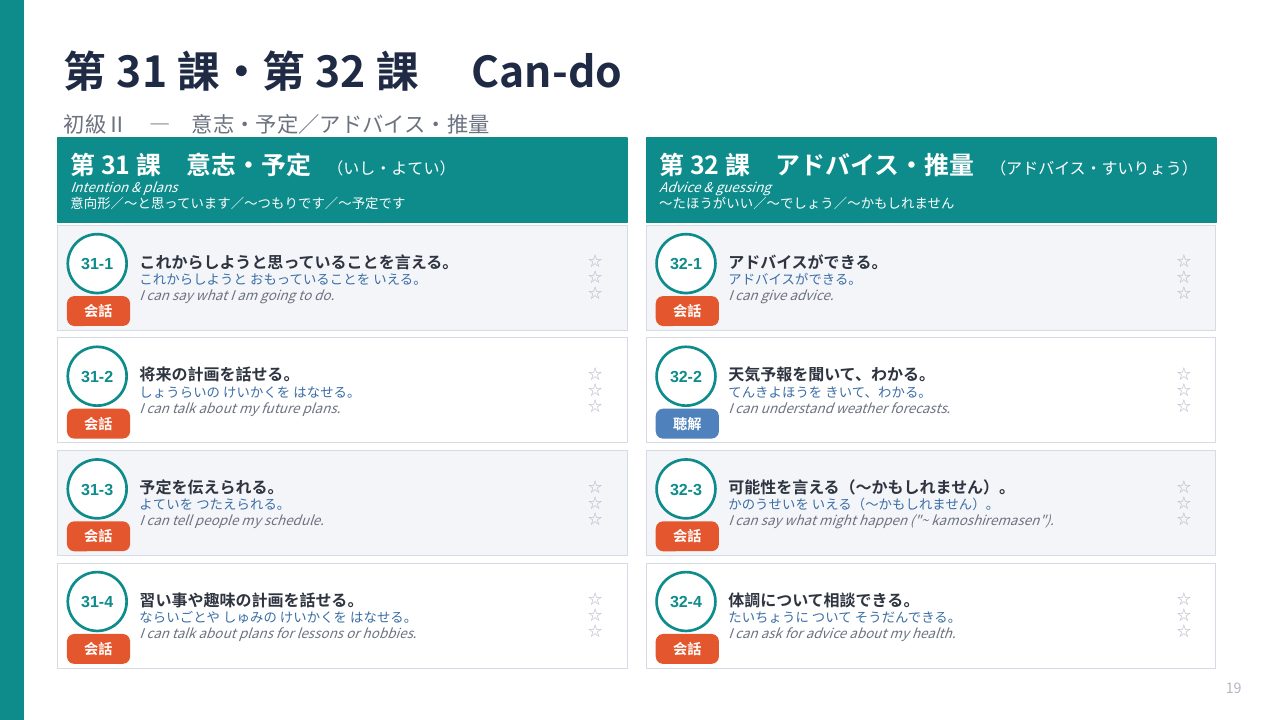 第 31 課・第 32 課　Can-do
初級Ⅱ　―　意志・予定／アドバイス・推量
第 31 課　意志・予定　（いし・よてい）
Intention & plans
意向形／～と思っています／～つもりです／～予定です
31-1
会話
これからしようと思っていることを言える。
これからしようと おもっていることを いえる。
I can say what I am going to do.
☆
☆
☆
31-2
会話
将来の計画を話せる。
しょうらいの けいかくを はなせる。
I can talk about my future plans.
☆
☆
☆
31-3
会話
予定を伝えられる。
よていを つたえられる。
I can tell people my schedule.
☆
☆
☆
31-4
会話
習い事や趣味の計画を話せる。
ならいごとや しゅみの けいかくを はなせる。
I can talk about plans for lessons or hobbies.
☆
☆
☆
第 32 課　アドバイス・推量　（アドバイス・すいりょう）
Advice & guessing
～たほうがいい／～でしょう／～かもしれません
32-1
会話
アドバイスができる。
アドバイスができる。
I can give advice.
☆
☆
☆
32-2
聴解
天気予報を聞いて、わかる。
てんきよほうを きいて、わかる。
I can understand weather forecasts.
☆
☆
☆
32-3
会話
可能性を言える（～かもしれません）。
かのうせいを いえる（～かもしれません）。
I can say what might happen ("~ kamoshiremasen").
☆
☆
☆
32-4
会話
体調について相談できる。
たいちょうに ついて そうだんできる。
I can ask for advice about my health.
☆
☆
☆
19